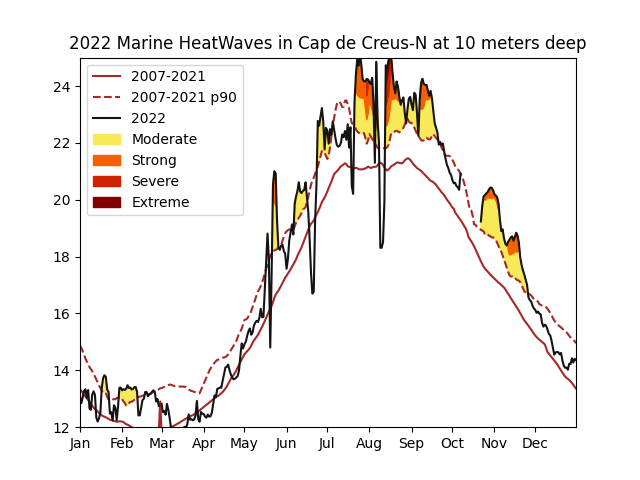 2022 Marine HeatWaves in Cap de Creus-N at 10 meters deep
2007-2021
2007-2021 p90
2022
Moderate
Strong
Severe
Extreme
24
22
20
18
16
14
12
Jan Feb Mar Apr May Jun Jul Aug Sep Oct Nov Dec